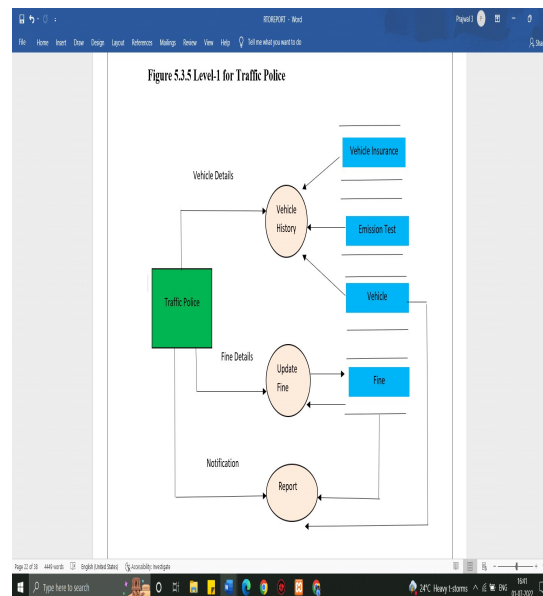 RTOREPORT - Word
Prajwal J
File Home Insert Draw Design Layout References Mailings Review View Help Tell me what you want to do
Figure 5.3.5 Level-1 for Traffic Police
Vehicle Insurance
Vehicle Details
Vehicle
History
Emission Test
Vehicle
Traffic Police
Fine Details
Update
Fine
Fine
Notification
Report
Page 22 of 38 4449 words English (United States) Accessibility: Investigate
Type here to search
24°C Heavy t-storms
ENG
16:41
01-07-2022